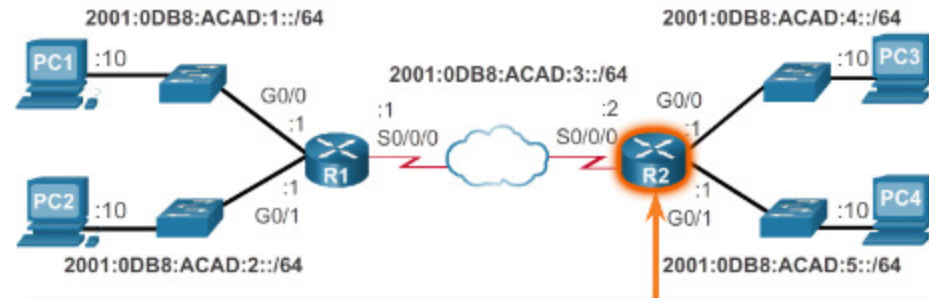 2001:0DB8:ACAD:1::/64
2001:0DB8:ACAD:4::/64
PC1
:10
:10
PC3
2001:0DB8:ACAD:3::/64
G0/0
:1
:1
S0/0/0
:2
S0/0/0
G0/0
:1
R1
R2
PC2
:10
:1
G0/1
:1
G0/1
:10
PC4
2001:0DB8:ACAD:2::/64
2001:0DB8:ACAD:5::/64